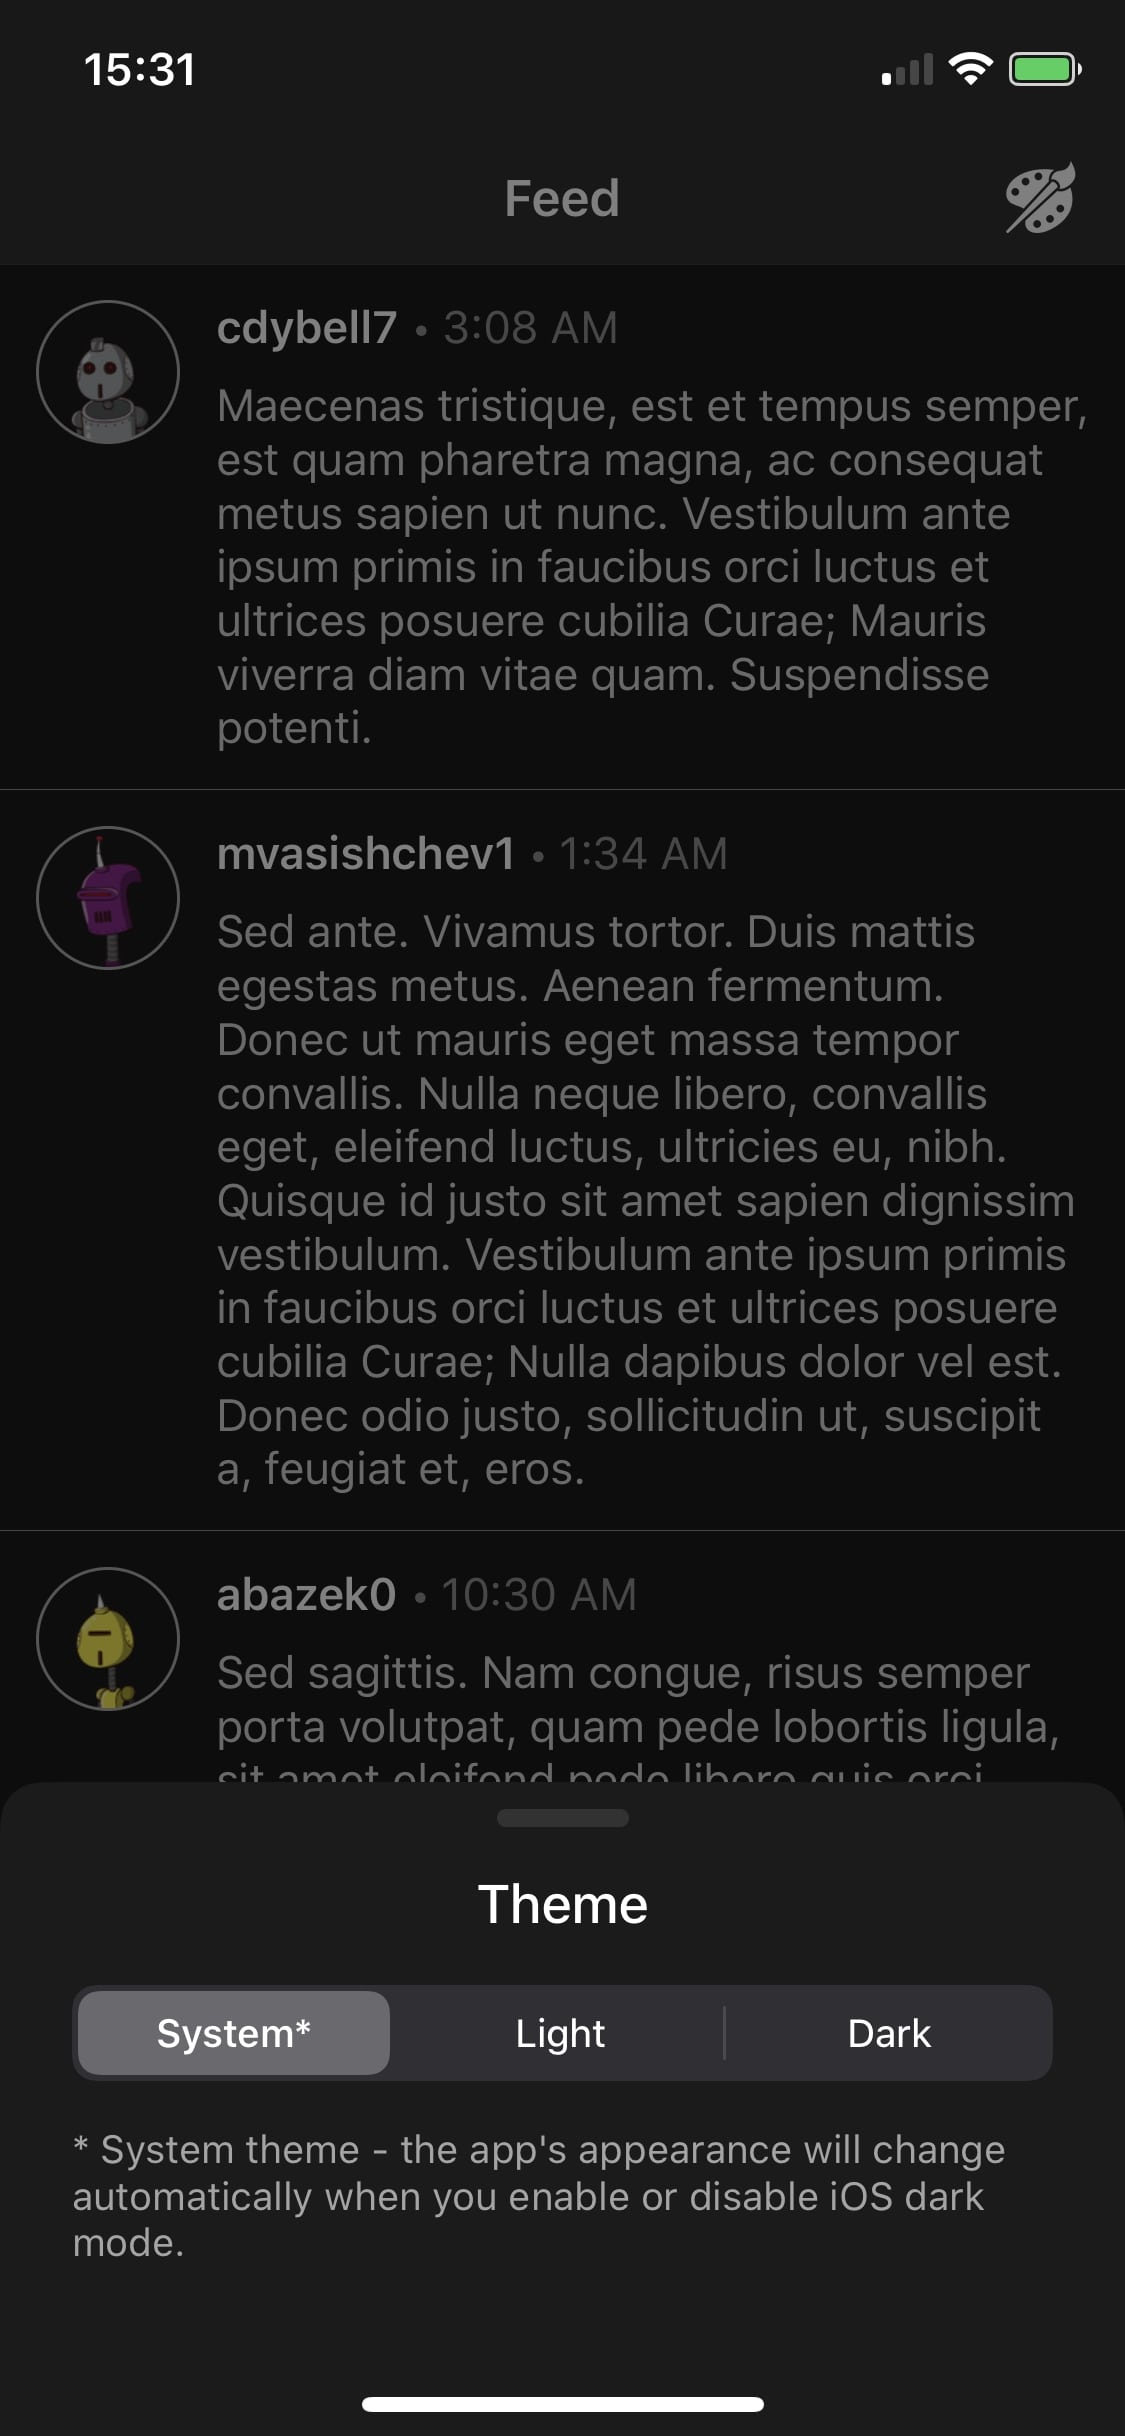 15:31
Feed
cdybell7 • 3:08 AM
Maecenas tristique, est et tempus semper,
est quam pharetra magna, ac consequat
metus sapien ut nunc. Vestibulum ante
ipsum primis in faucibus orci luctus et
ultrices posuere cubilia Curae; Mauris
viverra diam vitae quam. Suspendisse
potenti.
mvasishchev1 • 1:34 AM
Sed ante. Vivamus tortor. Duis mattis
egestas metus. Aenean fermentum.
Donec ut mauris eget massa tempor
convallis. Nulla neque libero, convallis
eget, eleifend luctus, ultricies eu, nibh.
Quisque id justo sit amet sapien dignissim
vestibulum. Vestibulum ante ipsum primis
in faucibus orci luctus et ultrices posuere
cubilia Curae; Nulla dapibus dolor vel est.
Donec odio justo, sollicitudin ut, suscipit
a, feugiat et, eros.
abazek0 • 10:30 AM
Sed sagittis. Nam congue, risus semper
porta volutpat, quam pede lobortis ligula,
sit amet eleifend pede libero quis orci
Theme
System* Light Dark
* System theme - the app's appearance will change
automatically when you enable or disable iOS dark
mode.